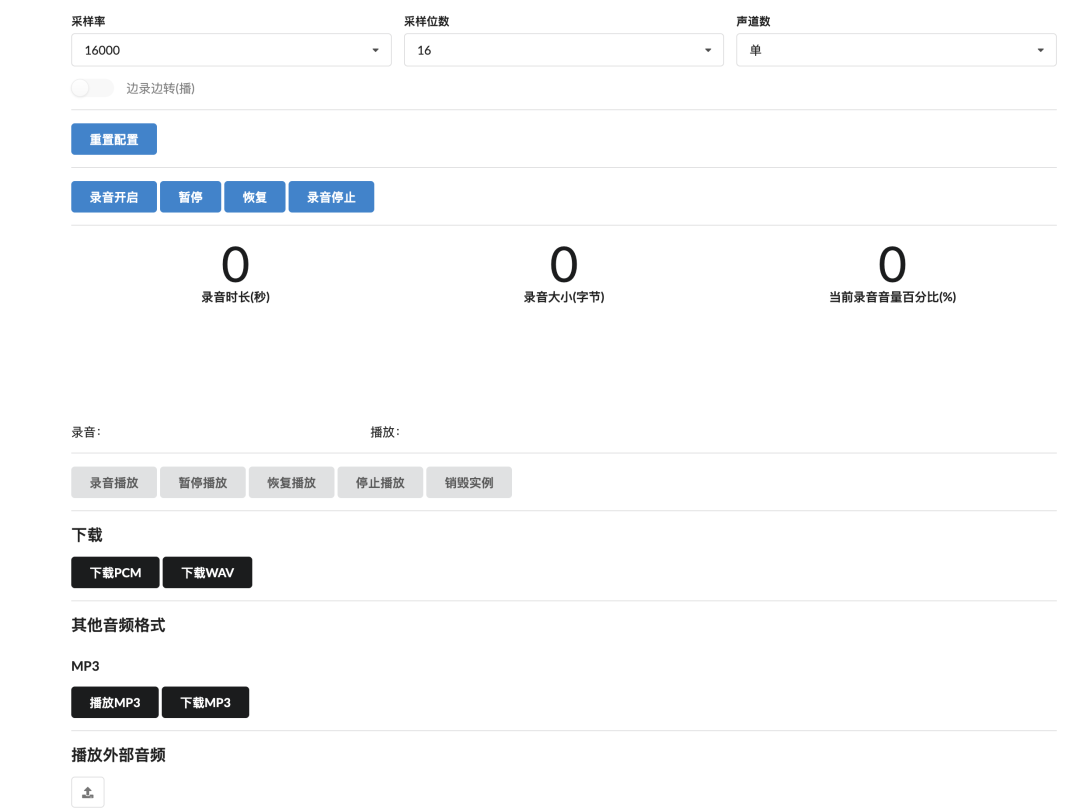 采样率 采样位数 声道数
16000 16 单
边录边转(播)
重置配置
录音开启 暂停 恢复 录音停止
0 0 0
录音时长(秒) 录音大小(字节) 当前录音音量百分比(%)
录音: 播放:
录音播放 暂停播放 恢复播放 停止播放 销毁实例
下载
下载PCM 下载WAV
其他音频格式
MP3
播放MP3 下载MP3
播放外部音频